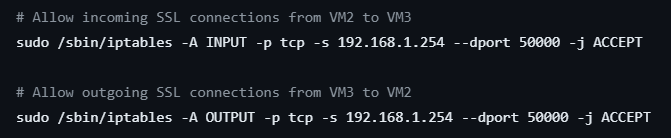 # Allow incoming SSL connections from VM2 to VM3
sudo /sbin/iptables -A INPUT -p tcp -s 192.168.1.254 --dport 50000 -j ACCEPT
# Allow outgoing SSL connections from VM3 to VM2
sudo /sbin/iptables -A OUTPUT -p tcp -s 192.168.1.254 --dport 50000 -j ACCEPT